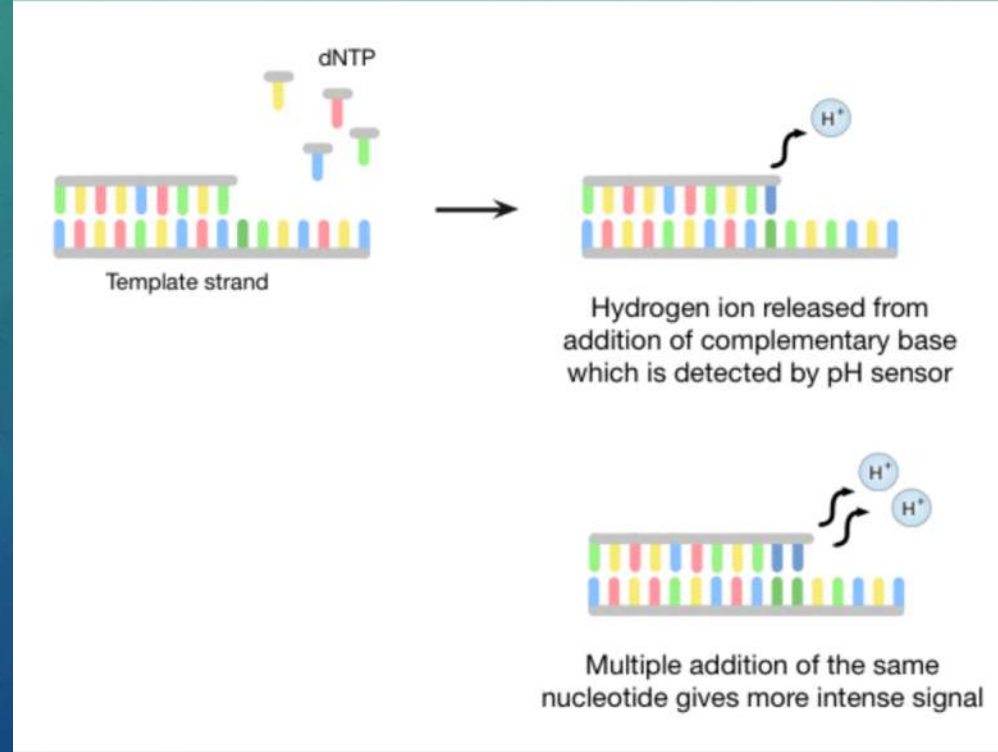 dNTP
H+
Template strand
Hydrogen ion released from
addition of complementary base
which is detected by pH sensor
H+
H+
Multiple addition of the same
nucleotide gives more intense signal